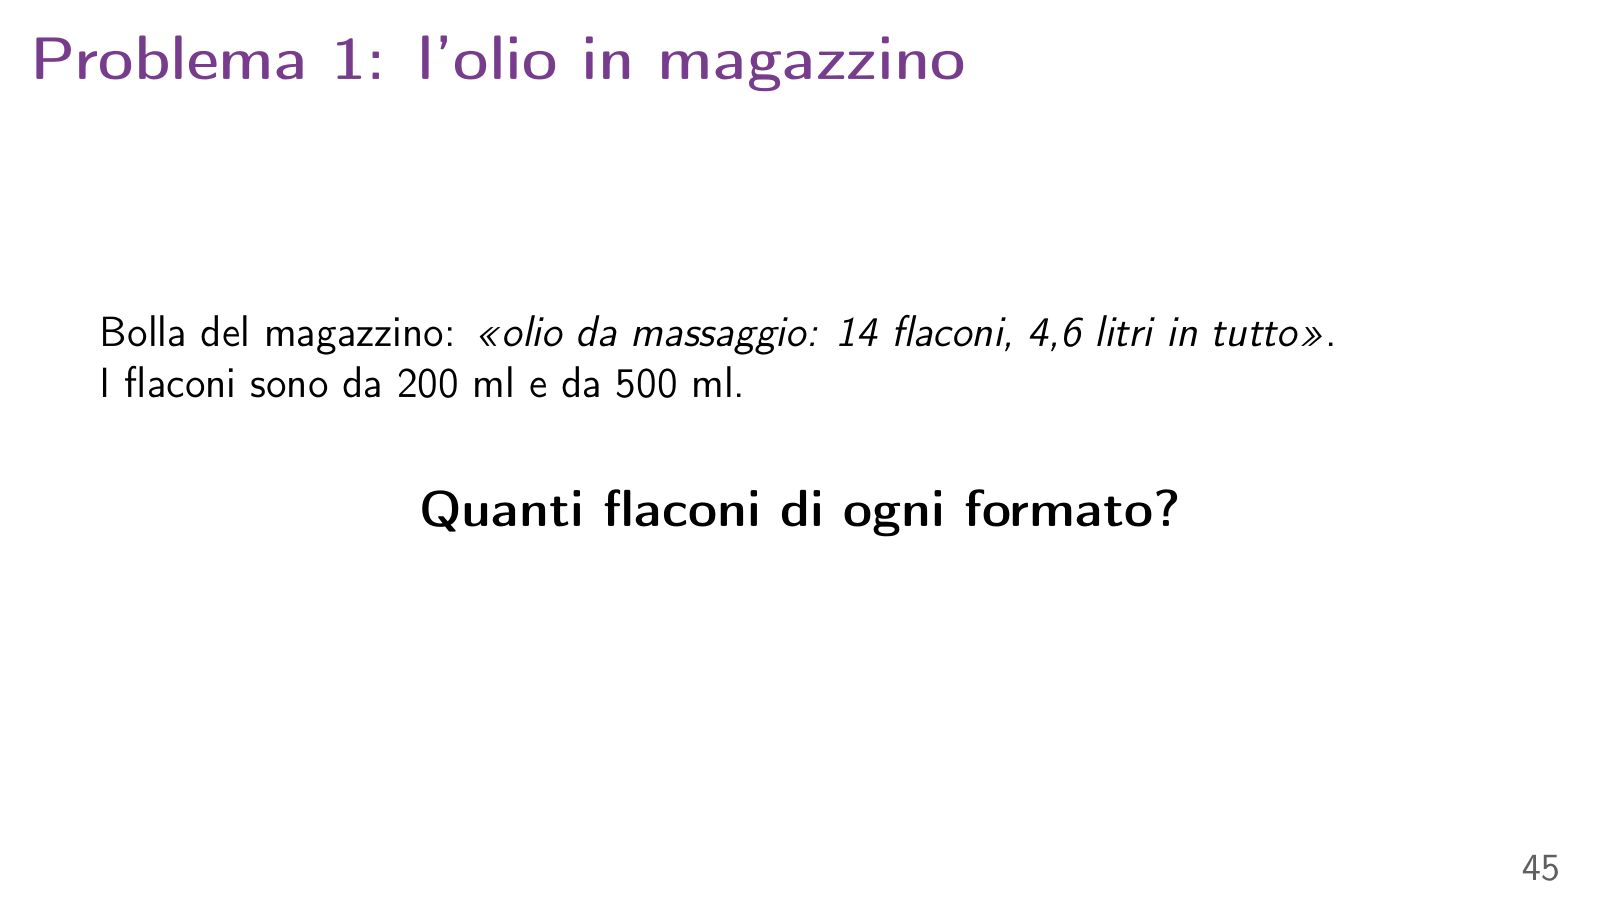 Problema 1: l’olio in magazzino
Bolla del magazzino: «olio da massaggio: 14 flaconi, 4,6 litri in tutto».
I flaconi sono da 200 ml e da 500 ml.
Quanti flaconi di ogni formato?
45